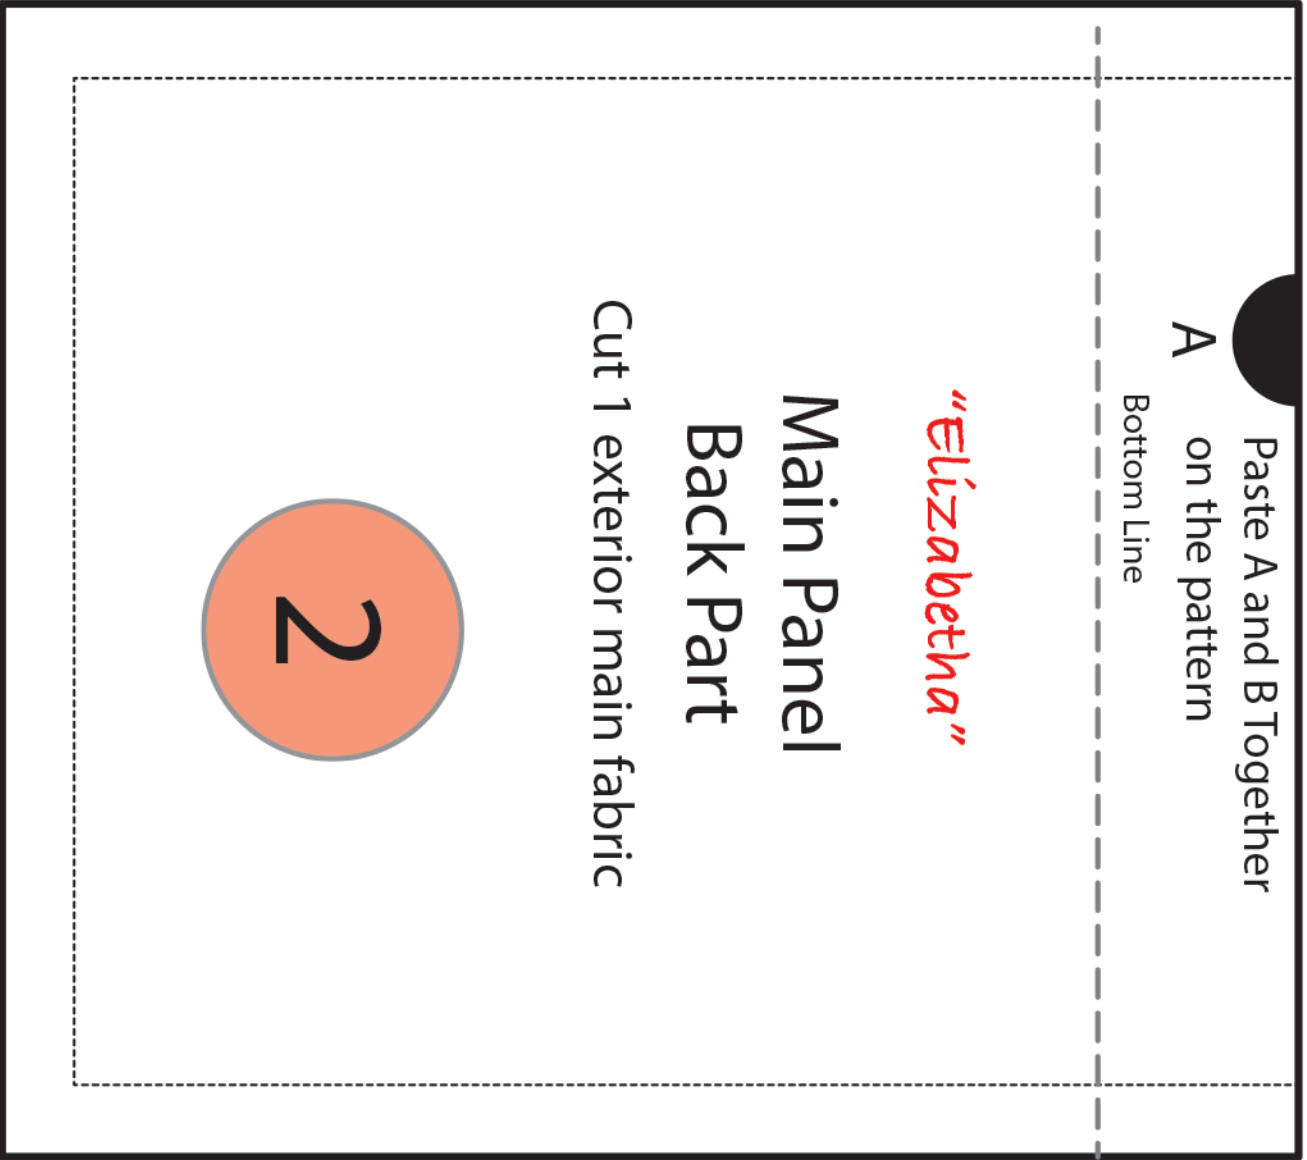 Paste A and B Together
on the pattern
A
Bottom Line
"Elizabetha"
Main Panel
Back Part
Cut 1 exterior main fabric
2